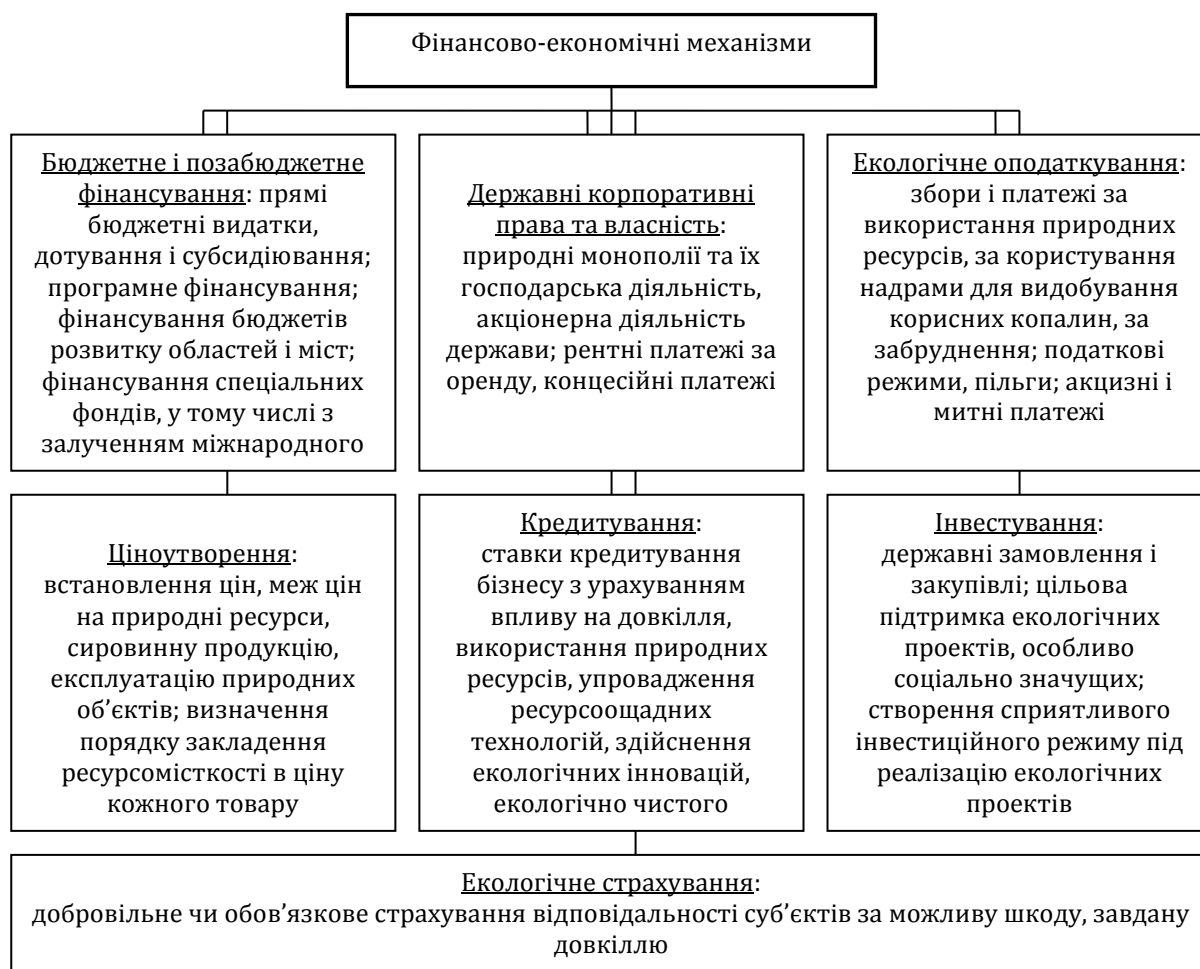 Фінансово-економічні механізми
Бюджетне і позабюджетне
фінансування: прямі
бюджетні видатки,
дотування і субсидіювання;
програмне фінансування;
фінансування бюджетів
розвитку областей і міст;
фінансування спеціальних
фондів, у тому числі з
залученням міжнародного
Державні корпоративні
права та власність:
природні монополії та їх
господарська діяльність,
акціонерна діяльність
держави; рентні платежі за
оренду, концесійні платежі
Екологічне оподаткування:
збори і платежі за
використання природних
ресурсів, за користування
надрами для видобування
корисних копалин, за
забруднення; податкові
режими, пільги; акцизні і
митні платежі
Ціноутворення:
встановлення цін, меж цін
на природні ресурси,
сировинну продукцію,
експлуатацію природних
об’єктів; визначення
порядку закладення
ресурсомісткості в ціну
кожного товару
Кредитування:
ставки кредитування
бізнесу з урахуванням
впливу на довкілля,
використання природних
ресурсів, упровадження
ресурсоощадних
технологій, здійснення
екологічних інновацій,
екологічно чистого
Інвестування:
державні замовлення і
закупівлі; цільова
підтримка екологічних
проектів, особливо
соціально значущих;
створення сприятливого
інвестиційного режиму під
реалізацію екологічних
проектів
Екологічне страхування:
добровільне чи обов’язкове страхування відповідальності суб’єктів за можливу шкоду, завдану
довкіллю